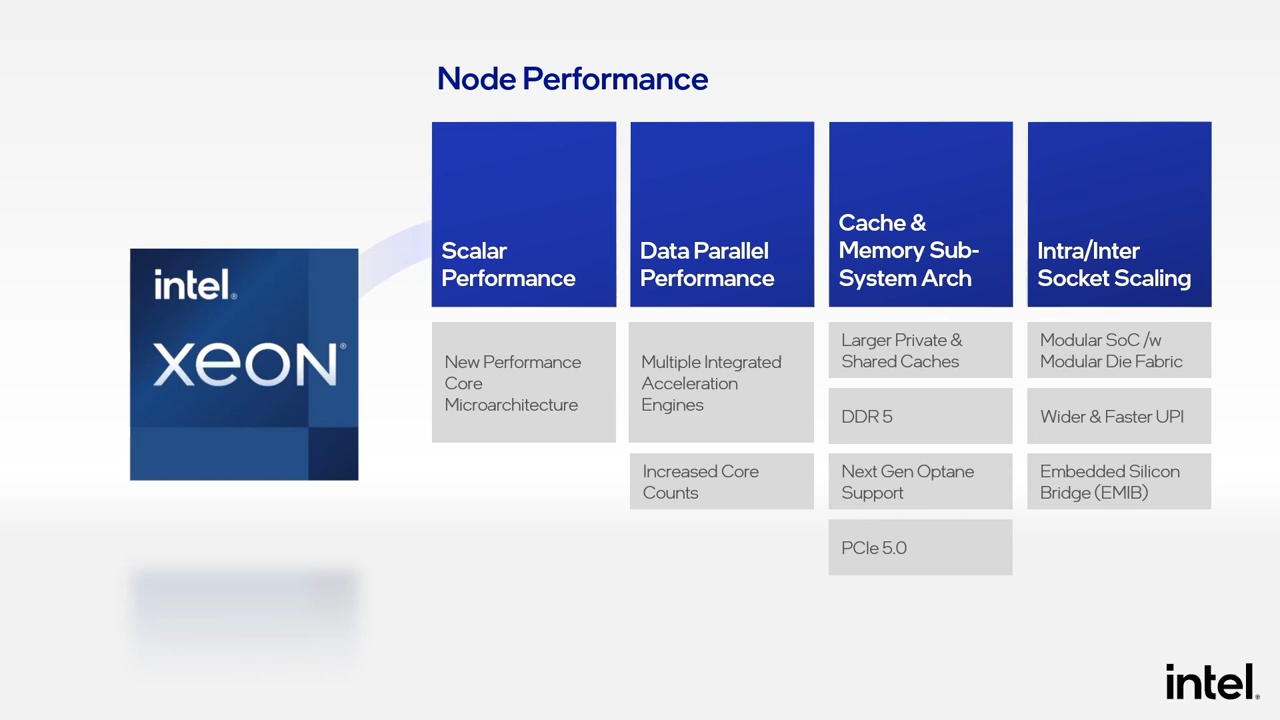 Node Performance
Scalar
Performance
Data Parallel
Performance
Cache &
Memory Sub-
System Arch
Intra/Inter
Socket Scaling
intel®
xeon®
New Performance
Core
Microarchitecture
Multiple Integrated
Acceleration
Engines
Increased Core
Counts
Larger Private &
Shared Caches
DDR 5
Next Gen Optane
Support
PCIe 5.0
Modular SoC /w
Modular Die Fabric
Wider & Faster UPI
Embedded Silicon
Bridge (EMIB)
intel®